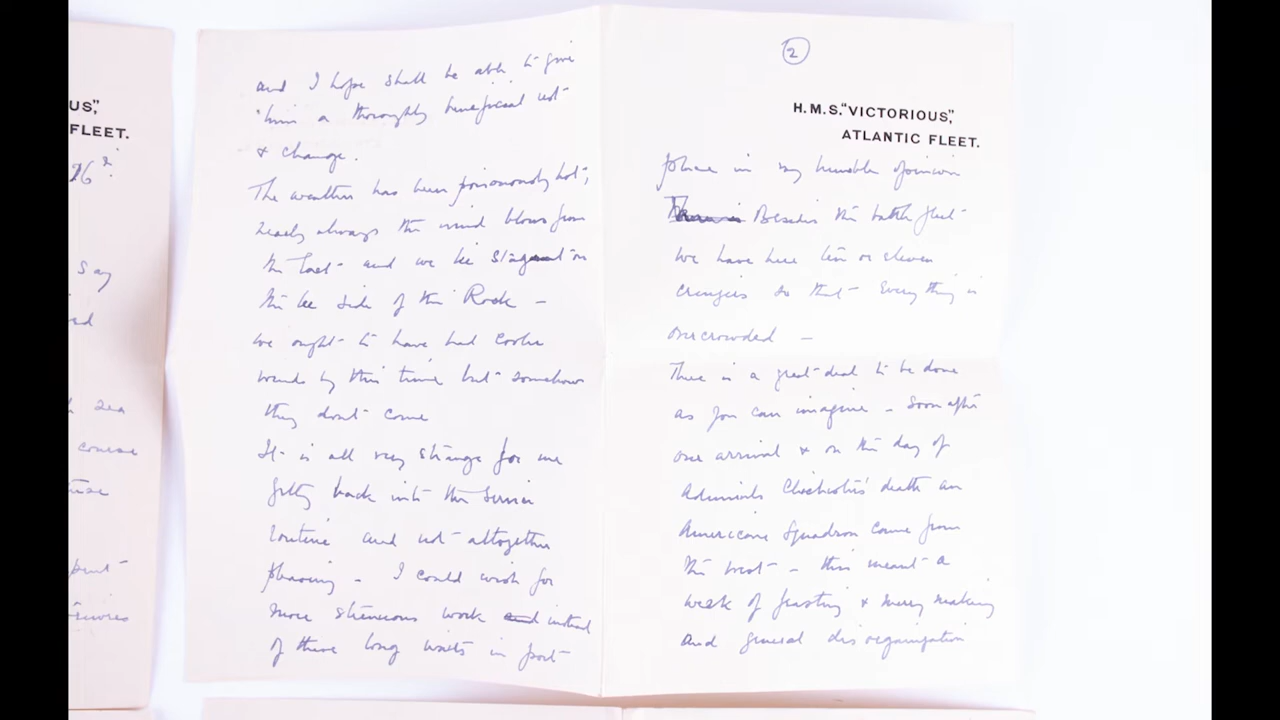 US,"
FLEET.
26
say
sea
course
and I hope shall be able to give
him a thoroughly beneficial rest
& change.
The weather has been poisonously hot,
nearly always the wind blows from
the East and we lie stagnant on
the lee side of this Rock –
we ought to have had cooler
winds by this time but somehow
they dont come
It is all very strange for me
getting back into the Service
routine and not altogether
pleasing – I could wish for
more strenuous work and instead
of these long waits in port
2
H.M.S. "VICTORIOUS,"
ATLANTIC FLEET.
place in my humble opinion
Besides the battle fleet
we have here ten or eleven
cruisers so that everything is
overcrowded –
There is a great deal to be done
as you can imagine – Soon after
our arrival & on the day of
Admirals death an
American Squadron came from
the West – this meant a
week of feasting & merry making
and general disorganisation